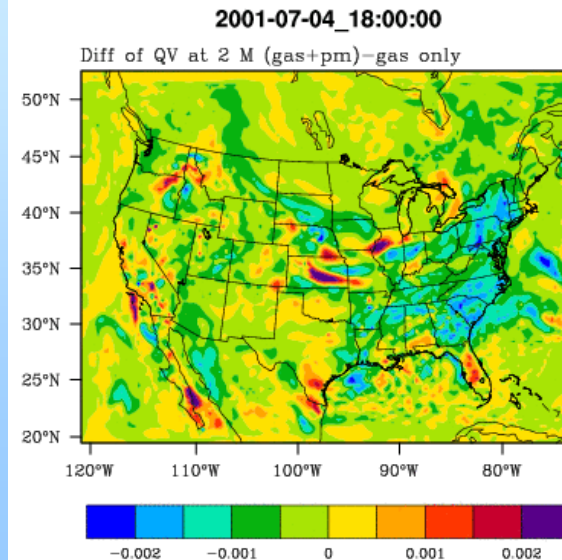 2001-07-04_18:00:00
Diff of QV at 2 M (gas+pm)-gas only
50°N
45°N
40°N
35°N
30°N
25°N
20°N
120°W 110°W 100°W 90°W 80°W
-0.002 -0.001 0 0.001 0.002